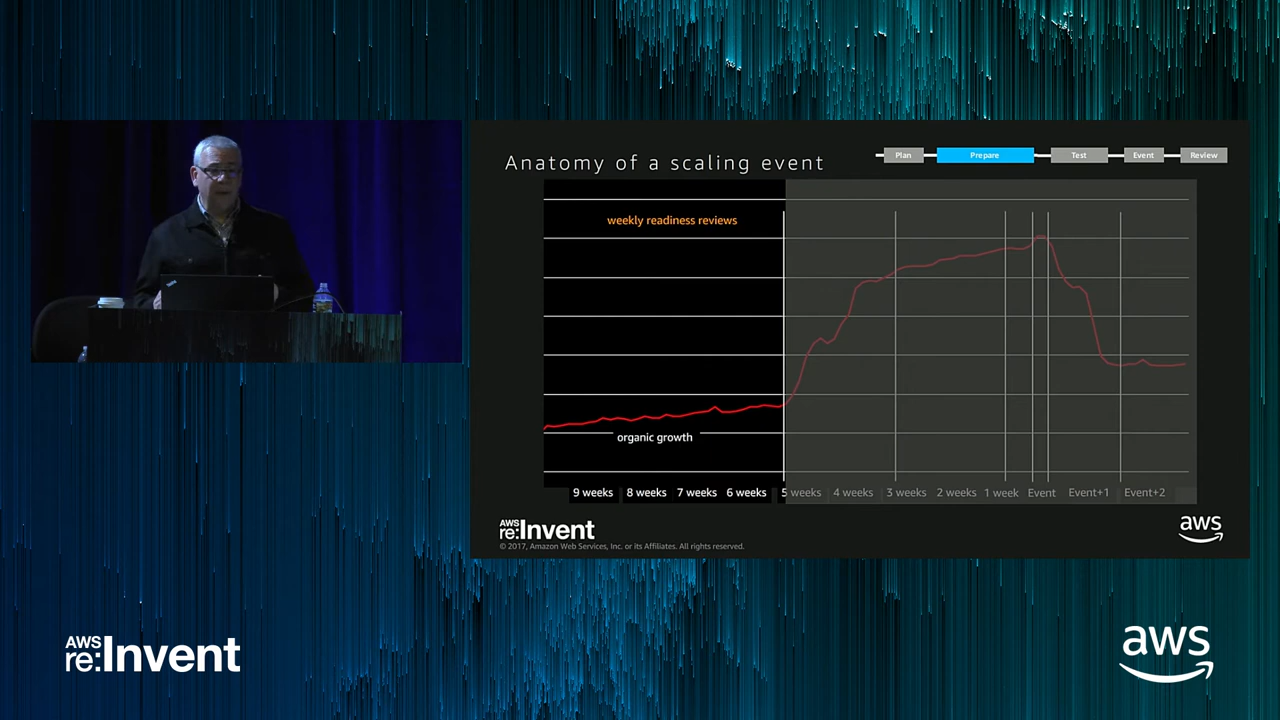 Anatomy of a scaling event
Plan
Prepare
Test
Event
Review
weekly readiness reviews
organic growth
9 weeks
8 weeks
7 weeks
6 weeks
5 weeks
4 weeks
3 weeks
2 weeks
1 week
Event
Event+1
Event+2
AWS
re:Invent
© 2017, Amazon Web Services, Inc. or its Affiliates. All rights reserved.
aws
AWS
re:Invent
aws